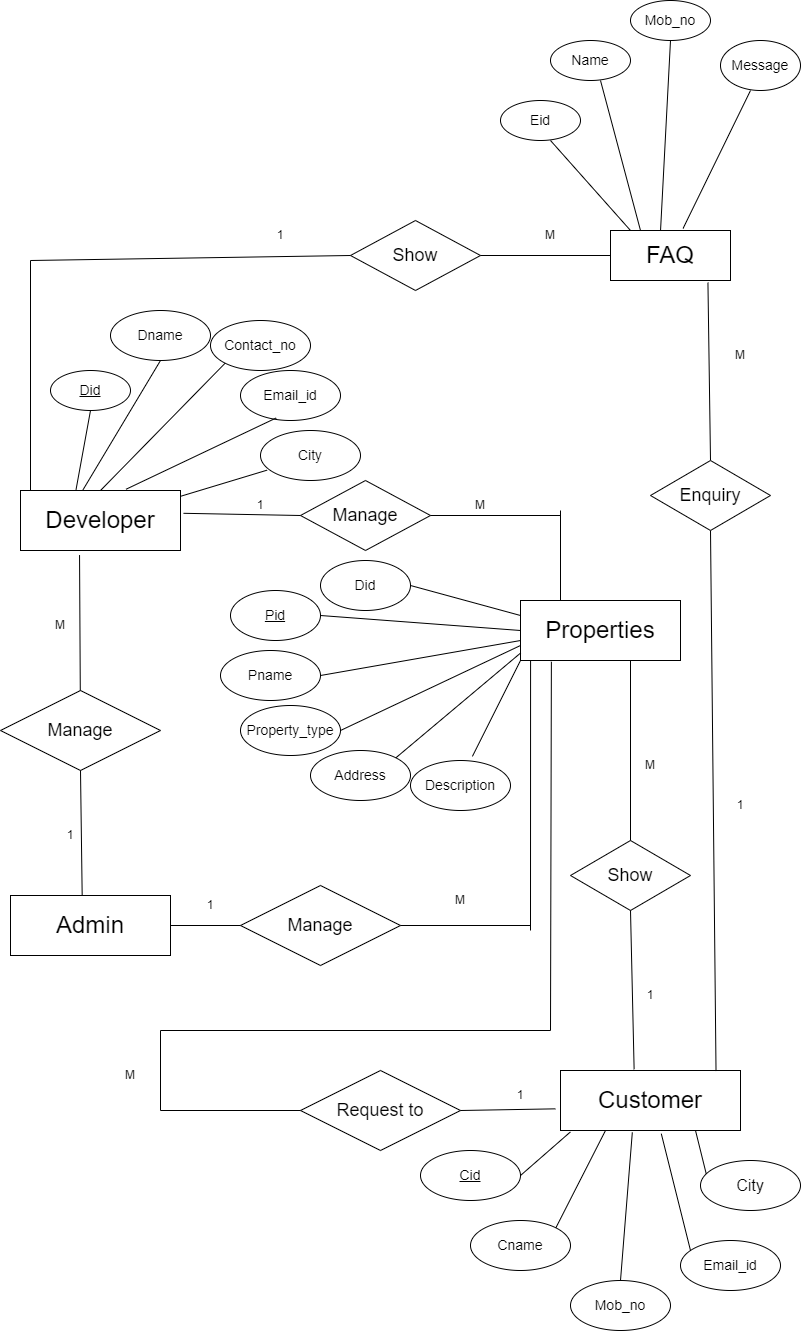 Mob_no
Name
Message
Eid
1
Show
M
FAQ
Dname
Contact_no
M
Did
Email_id
City
Developer
1
Manage
M
Enquiry
Did
Pid
M
Properties
Pname
Manage
Property_type
Address
Description
M
1
1
Show
Admin
1
Manage
M
1
M
1
Request to
Customer
Cid
City
Cname
Email_id
Mob_no